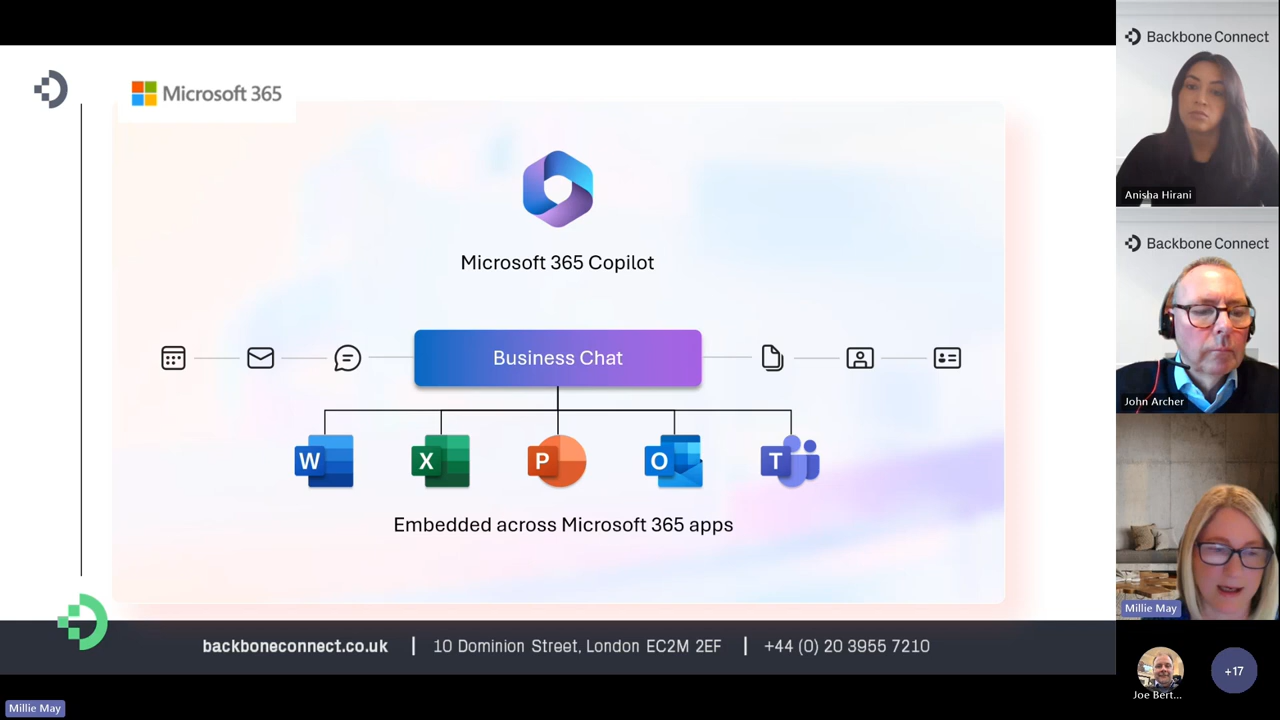 Microsoft 365
Microsoft 365 Copilot
Business Chat
W X P O T
Embedded across Microsoft 365 apps
backboneconnect.co.uk | 10 Dominion Street, London EC2M 2EF | +44 (0) 20 3955 7210
Millie May
Backbone Connect
Anisha Hirani
Backbone Connect
John Archer
Millie May
Joe Bert...
+17